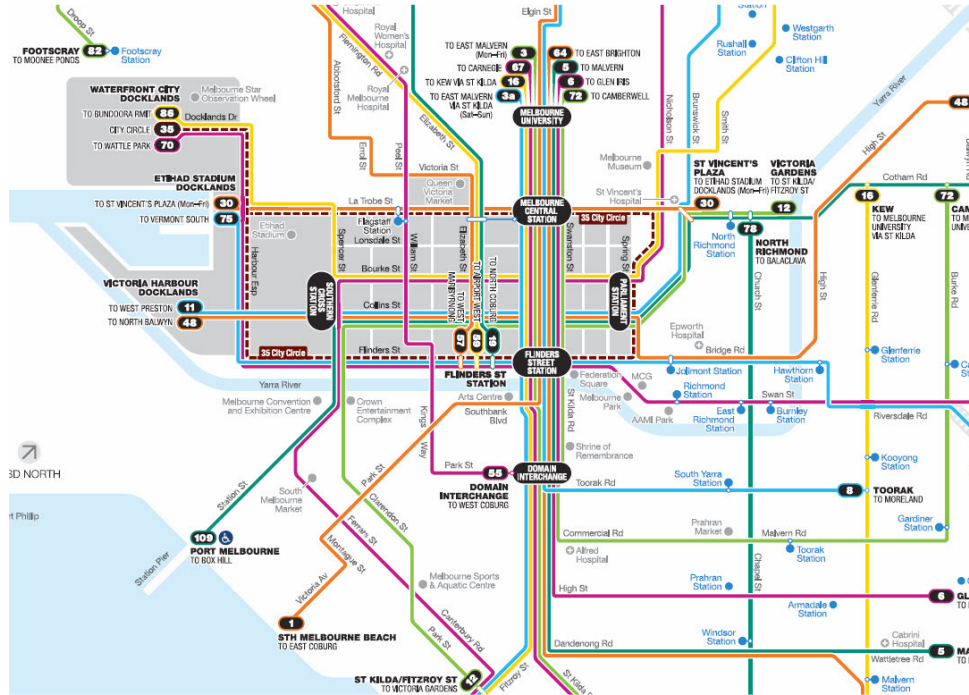 Droop St
FOOTSCRAY
TO MOONEE PONDS
82
Footscray
Station
WATERFRONT CITY
DOCKLANDS
Melbourne Star
Observation Wheel
TO BUNDOORA RMIT
86
Docklands Dr
CITY CIRCLE
35
TO WATTLE PARK
70
ETIHAD STADIUM
DOCKLANDS
TO ST VINCENT'S PLAZA (Mon–Fri)
30
TO VERMONT SOUTH
75
Etihad
Stadium
Harbour Esp
VICTORIA HARBOUR
DOCKLANDS
TO WEST PRESTON
11
TO NORTH BALWYN
48
35 City Circle
Flemington Rd
Abbotsford St
Royal
Women's
Hospital
Royal
Melbourne
Hospital
Elizabeth St
Errol St
Peel St
Victoria St
Queen
Victoria
Market
La Trobe St
Flagstaff
Station
Lonsdale St
Spencer St
William St
Elizabeth St
Swanston St
Spring St
Bourke St
Collins St
Flinders St
SOUTHERN
CROSS
STATION
TO WEST
MARIBYRNONG
57
TO AIRPORT WEST
59
TO NORTH COBURG
19
FLINDERS ST
STATION
Elgin St
TO EAST MALVERN
(Mon–Fri)
3
TO CARNEGIE
67
TO KEW VIA ST KILDA
16
TO EAST MALVERN
VIA ST KILDA
(Sat–Sun)
3a
64
TO EAST BRIGHTON
5
TO MALVERN
6
TO GLEN IRIS
72
TO CAMBERWELL
MELBOURNE
UNIVERSITY
MELBOURNE
CENTRAL
STATION
35 City Circle
PARLIAMENT
STATION
FLINDERS
STREET
STATION
Nicholson St
Brunswick St
Smith St
Station
Rushall
Station
Westgarth
Station
Clifton Hill
Station
Yarra River
High St
48
Melbourne
Museum
St Vincent's
Hospital
ST VINCENT'S
PLAZA
TO ETIHAD STADIUM
DOCKLANDS (Mon–Fri)
30
VICTORIA
GARDENS
TO ST KILDA/
FITZROY ST
12
North
Richmond
Station
78
NORTH
RICHMOND
TO BALACLAVA
Church St
High St
Cotham Rd
16
KEW
TO MELBOURNE
UNIVERSITY
VIA ST KILDA
72
Glenferrie Rd
Burke Rd
Epworth
Hospital
Bridge Rd
Glenferrie
Station
Jolimont Station
Hawthorn
Station
Federation
Square
Melbourne
Park
MCG
AAMI Park
Richmond
Station
Swan St
East
Richmond
Station
Burnley
Station
Riversdale Rd
Yarra River
Melbourne Convention
and Exhibition Centre
Crown
Entertainment
Complex
Arts Centre
Southbank
Blvd
Kings Way
St Kilda Rd
Shrine of
Remembrance
Kooyong
Station
Park St
55
DOMAIN
INTERCHANGE
TO WEST COBURG
DOMAIN
INTERCHANGE
Toorak Rd
South Yarra
Station
8
TOORAK
TO MORELAND
Gardiner
Station
SD NORTH
rt Phillip
Station St
South
Melbourne
Market
Park St
Clarendon St
Ferrars St
109
PORT MELBOURNE
TO BOX HILL
Station Pier
Montague St
Commercial Rd
Alfred
Hospital
Prahran
Market
Malvern Rd
Toorak
Station
Chapel St
Victoria Av
Melbourne Sports
& Aquatic Centre
High St
Prahran
Station
Armadale
Station
6
1
STH MELBOURNE BEACH
TO EAST COBURG
Park St
Canterbury Rd
Windsor
Station
Cabrini
Hospital
Dandenong Rd
5
Wattletree Rd
Malvern
Station
ST KILDA/FITZROY ST
TO VICTORIA GARDENS
12
Fitzroy St
St Kilda